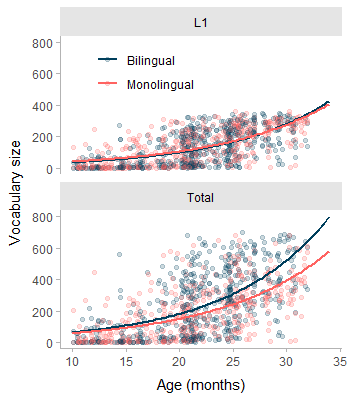 L1
800
600
400
200
0
Bilingual
Monolingual
Vocabulary size
Total
800
600
400
200
0
10 15 20 25 30 35
Age (months)